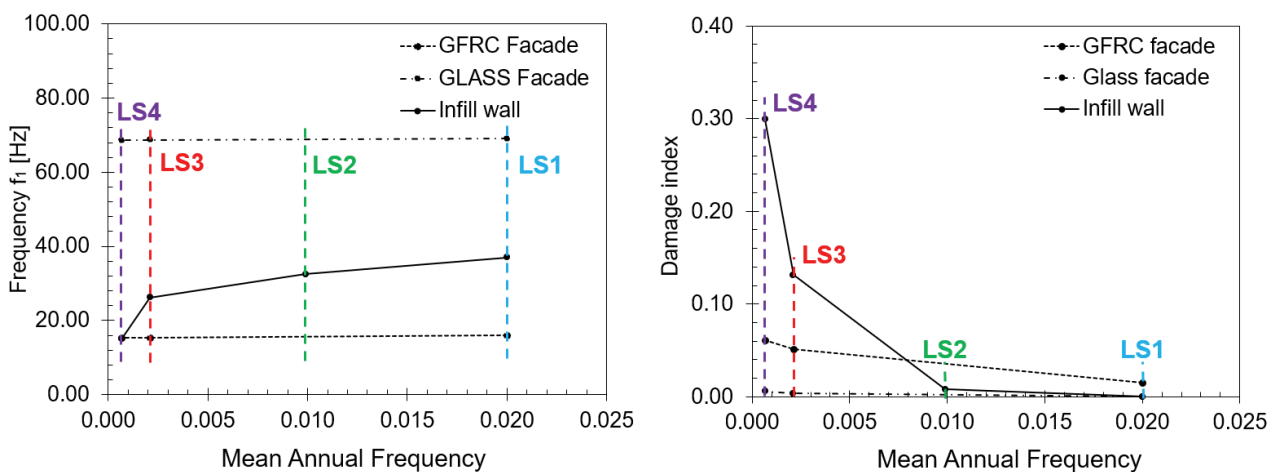 100.00
80.00
60.00
40.00
20.00
0.00
Frequency f₁ [Hz]
GFRC Facade
GLASS Facade
Infill wall
LS4
LS3
LS2
LS1
0.000 0.005 0.010 0.015 0.020 0.025
Mean Annual Frequency
0.40
0.30
0.20
0.10
0.00
Damage index
GFRC facade
Glass facade
Infill wall
LS4
LS3
LS2
LS1
0.000 0.005 0.010 0.015 0.020 0.025
Mean Annual Frequency